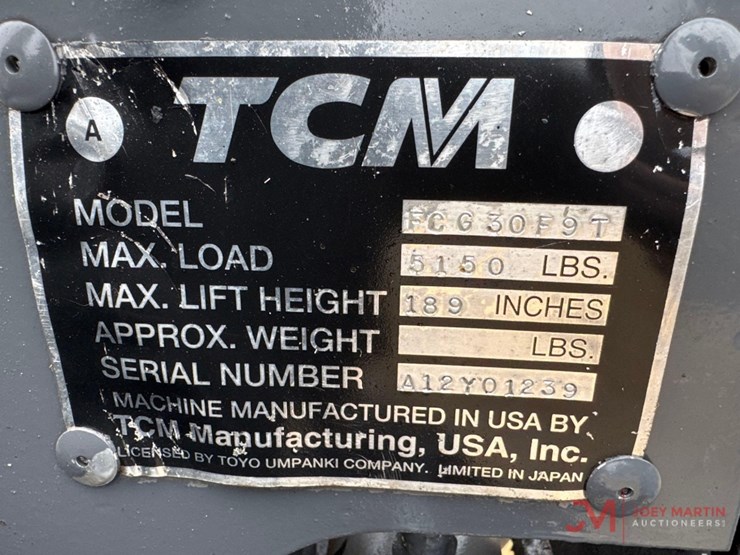 A
TCM
MODEL FCG30F9T
MAX. LOAD 5150 LBS.
MAX. LIFT HEIGHT 189 INCHES
APPROX. WEIGHT LBS.
SERIAL NUMBER A12Y01239
MACHINE MANUFACTURED IN USA BY
TCM Manufacturing, USA, Inc.
LICENSED BY TOYO UMPANKI COMPANY. LIMITED IN JAPAN
JOEY MARTIN
AUCTIONEERS